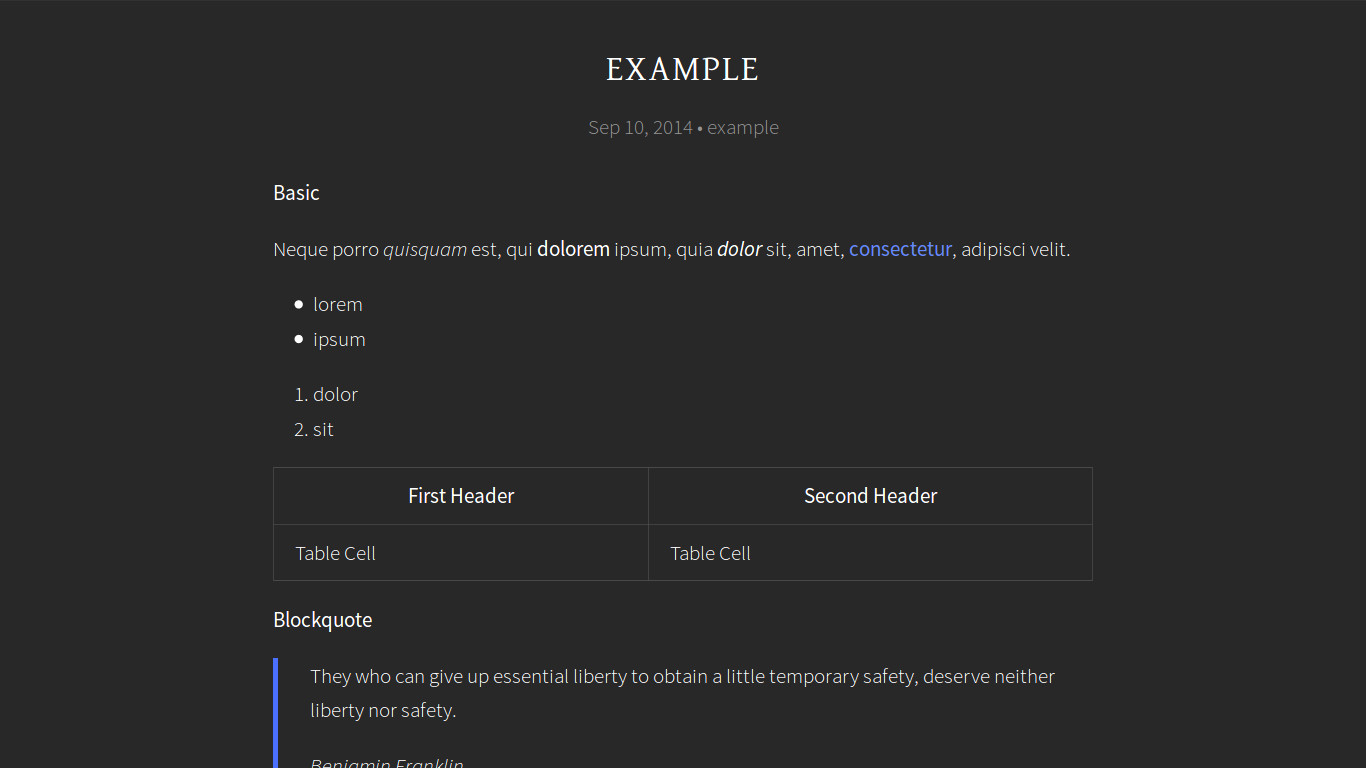 EXAMPLE
Sep 10, 2014 • example
Basic
Neque porro quisquam est, qui dolorem ipsum, quia dolor sit, amet, consectetur, adipisci velit.
• lorem
• ipsum
1. dolor
2. sit
First Header Second Header
Table Cell Table Cell
Blockquote
They who can give up essential liberty to obtain a little temporary safety, deserve neither
liberty nor safety.
Benjamin Franklin